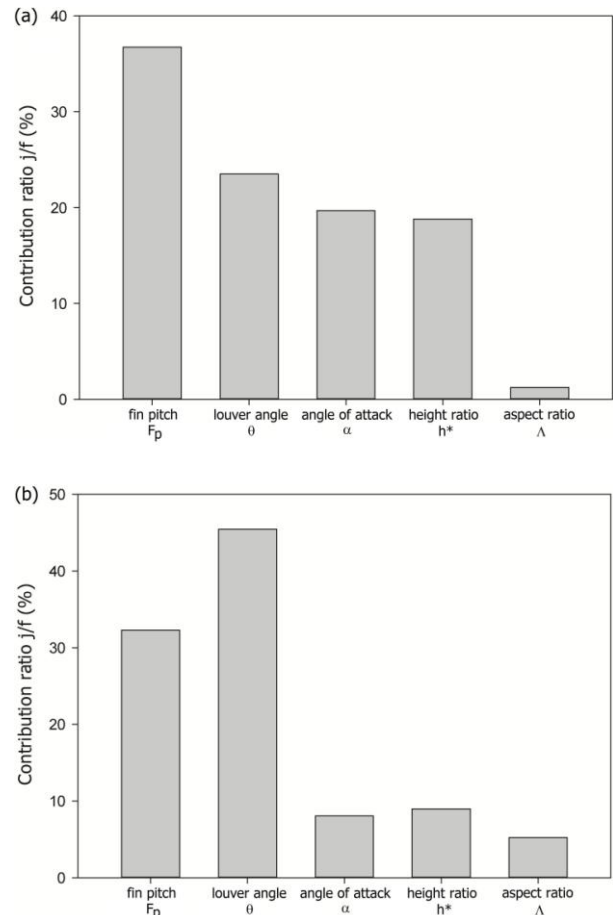 (a)
Contribution ratio j/f (%)
40
30
20
10
0
fin pitch louver angle angle of attack height ratio aspect ratio
Fp θ α h* Λ
(b)
Contribution ratio j/f (%)
50
40
30
20
10
0
fin pitch louver angle angle of attack height ratio aspect ratio
Fp θ α h* Λ